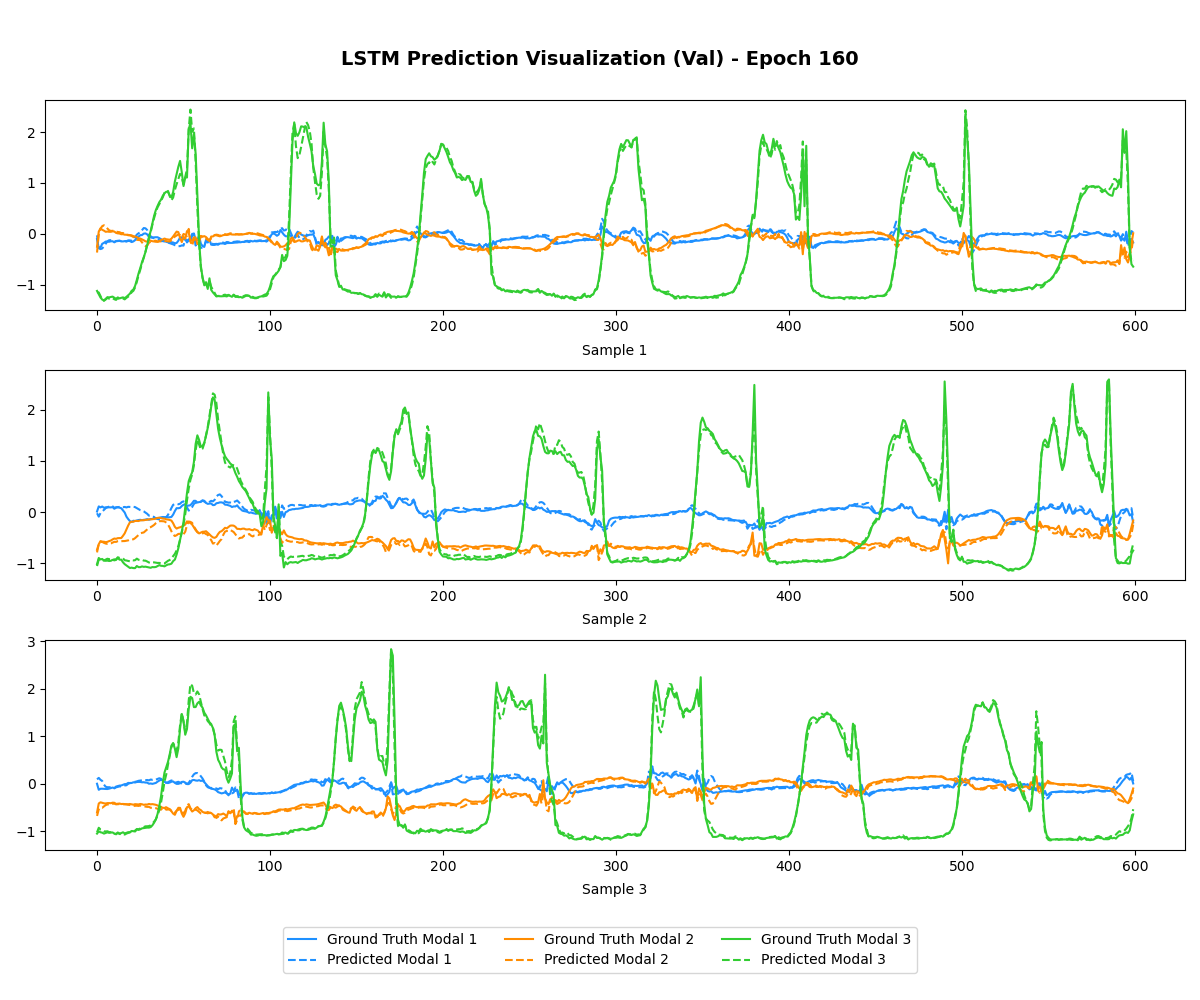 LSTM Prediction Visualization (Val) - Epoch 160
2
1
0
−1
0 100 200 300 400 500 600
Sample 1
2
1
0
−1
0 100 200 300 400 500 600
Sample 2
3
2
1
0
−1
0 100 200 300 400 500 600
Sample 3
Ground Truth Modal 1 Ground Truth Modal 2 Ground Truth Modal 3
Predicted Modal 1 Predicted Modal 2 Predicted Modal 3